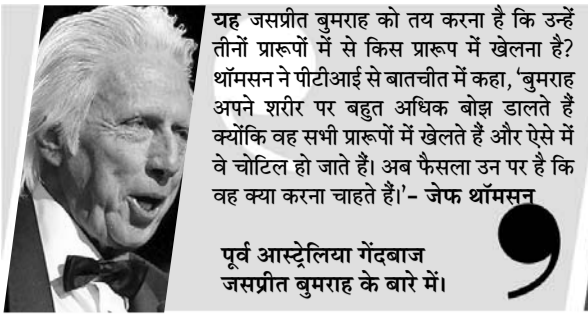 यह जसप्रीत बुमराह को तय करना है कि उन्हें
तीनों प्रारूपों में से किस प्रारूप में खेलना है?
थॉमसन ने पीटीआई से बातचीत में कहा, ‘बुमराह
अपने शरीर पर बहुत अधिक बोझ डालते हैं
क्योंकि वह सभी प्रारूपों में खेलते हैं और ऐसे में
वे चोटिल हो जाते हैं। अब फैसला उन पर है कि
वह क्या करना चाहते हैं।’– जेफ थॉमसन
पूर्व आस्ट्रेलिया गेंदबाज
जसप्रीत बुमराह के बारे में।